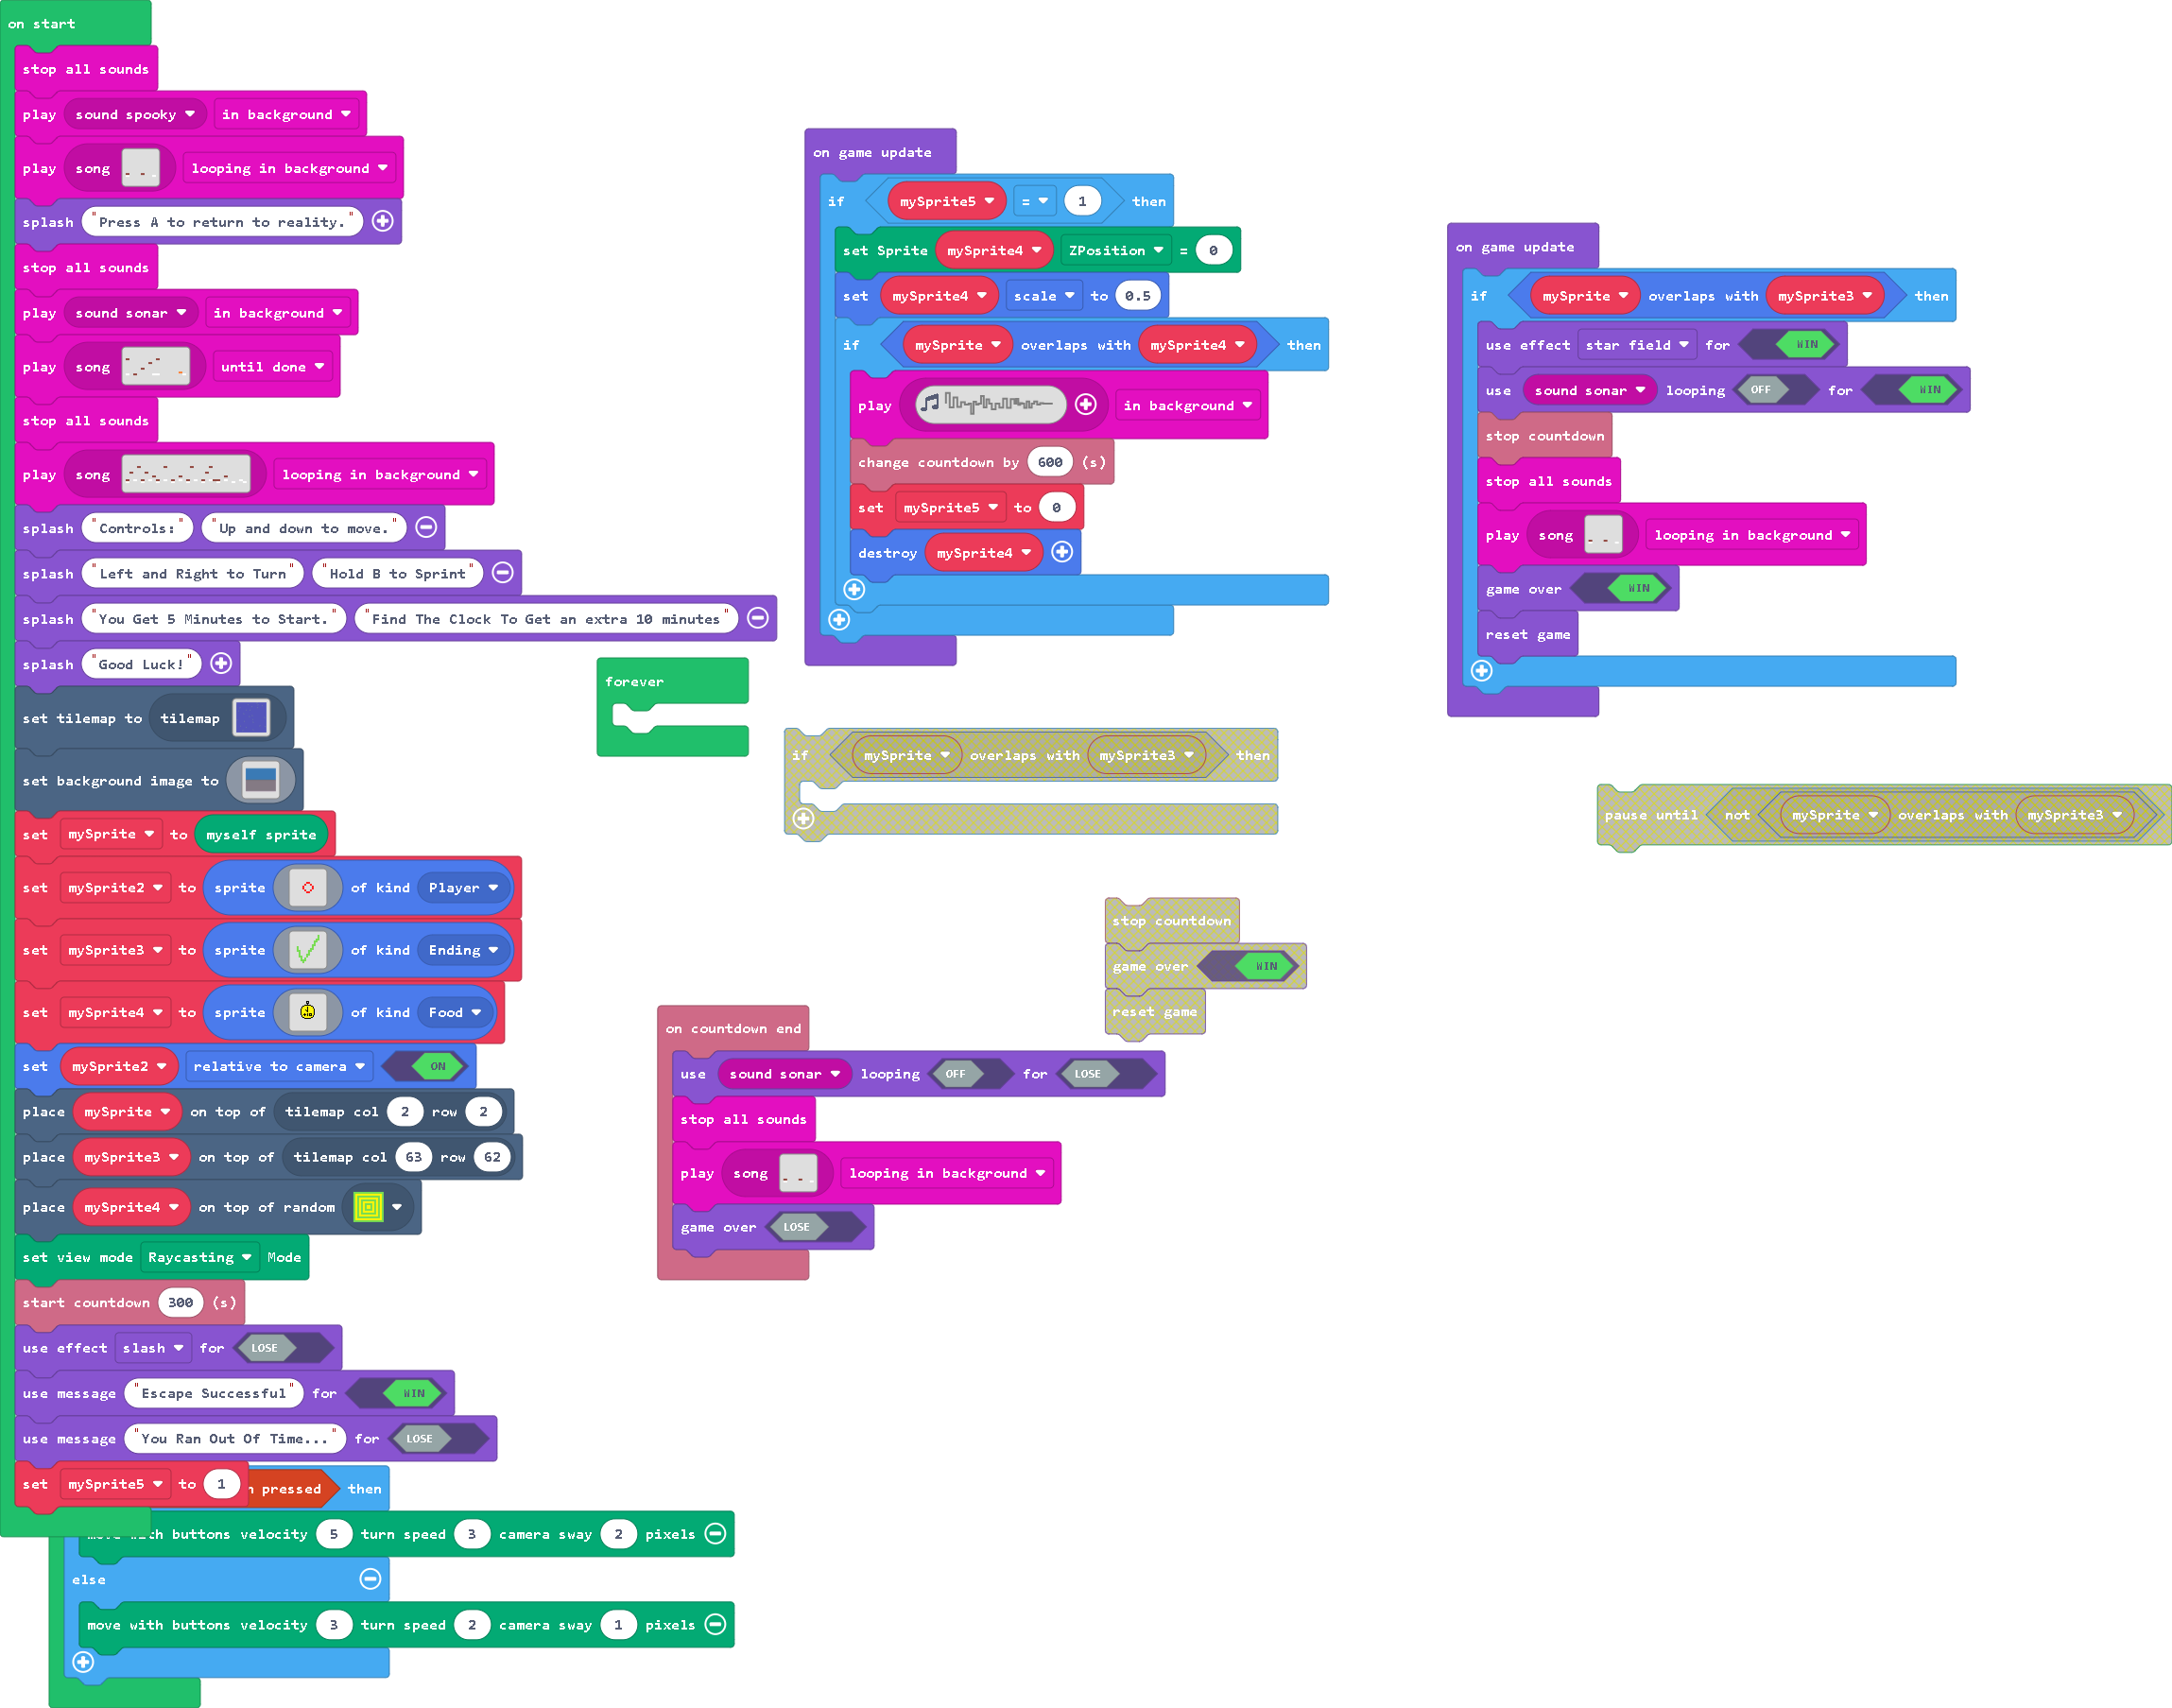 on start
stop all sounds
play sound spooky in background
play song looping in background
splash "Press A to return to reality."
stop all sounds
play sound sonar in background
play song until done
stop all sounds
play song looping in background
splash "Controls:" "Up and down to move."
splash "Left and Right to Turn" "Hold B to Sprint"
splash "You Get 5 Minutes to Start." "Find The Clock To Get an extra 10 minutes"
splash "Good Luck!"
set tilemap to tilemap
set background image to
set mySprite to myself sprite
set mySprite2 to sprite of kind Player
set mySprite3 to sprite of kind Ending
set mySprite4 to sprite of kind Food
set mySprite2 relative to camera ON
place mySprite on top of tilemap col 2 row 2
place mySprite3 on top of tilemap col 63 row 62
place mySprite4 on top of random
set view mode Raycasting Mode
start countdown 300 (s)
use effect slash for LOSE
use message "Escape Successful" for WIN
use message "You Ran Out Of Time..." for LOSE
set mySprite5 to 1
pressed then
with buttons velocity 5 turn speed 3 camera sway 2 pixels
else
move with buttons velocity 3 turn speed 2 camera sway 1 pixels
forever
on game update
if mySprite5 = 1 then
set Sprite mySprite4 ZPosition = 0
set mySprite4 scale to 0.5
if mySprite overlaps with mySprite4 then
play in background
change countdown by 600 (s)
set mySprite5 to 0
destroy mySprite4
if mySprite overlaps with mySprite3 then
stop countdown
game over WIN
reset game
on countdown end
use sound sonar looping OFF for LOSE
stop all sounds
play song looping in background
game over LOSE
on game update
if mySprite overlaps with mySprite3 then
use effect star field for WIN
use sound sonar looping OFF for WIN
stop countdown
stop all sounds
play song looping in background
game over WIN
reset game
pause until not mySprite overlaps with mySprite3